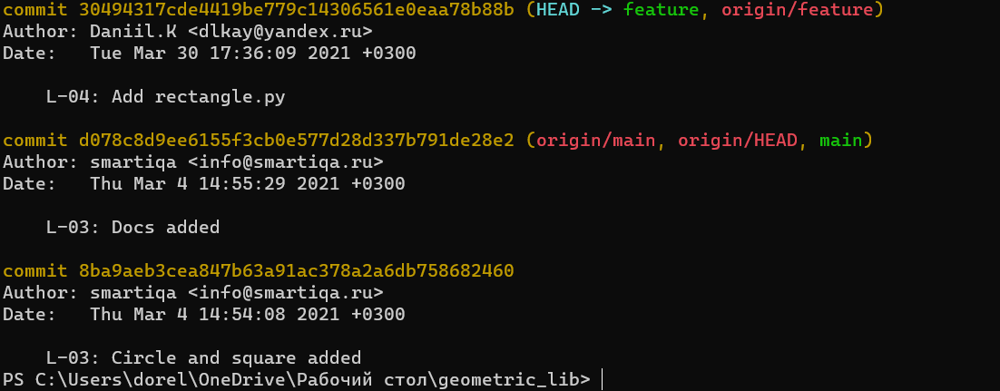 commit 30494317cde4419be779c14306561e0eaa78b88b (HEAD -> feature, origin/feature)
Author: Daniil.K <dlkay@yandex.ru>
Date:   Tue Mar 30 17:36:09 2021 +0300

    L-04: Add rectangle.py

commit d078c8d9ee6155f3cb0e577d28d337b791de28e2 (origin/main, origin/HEAD, main)
Author: smartiqa <info@smartiqa.ru>
Date:   Thu Mar 4 14:55:29 2021 +0300

    L-03: Docs added

commit 8ba9aeb3cea847b63a91ac378a2a6db758682460
Author: smartiqa <info@smartiqa.ru>
Date:   Thu Mar 4 14:54:08 2021 +0300

    L-03: Circle and square added
PS C:\Users\dorel\OneDrive\Рабочий стол\geometric_lib>